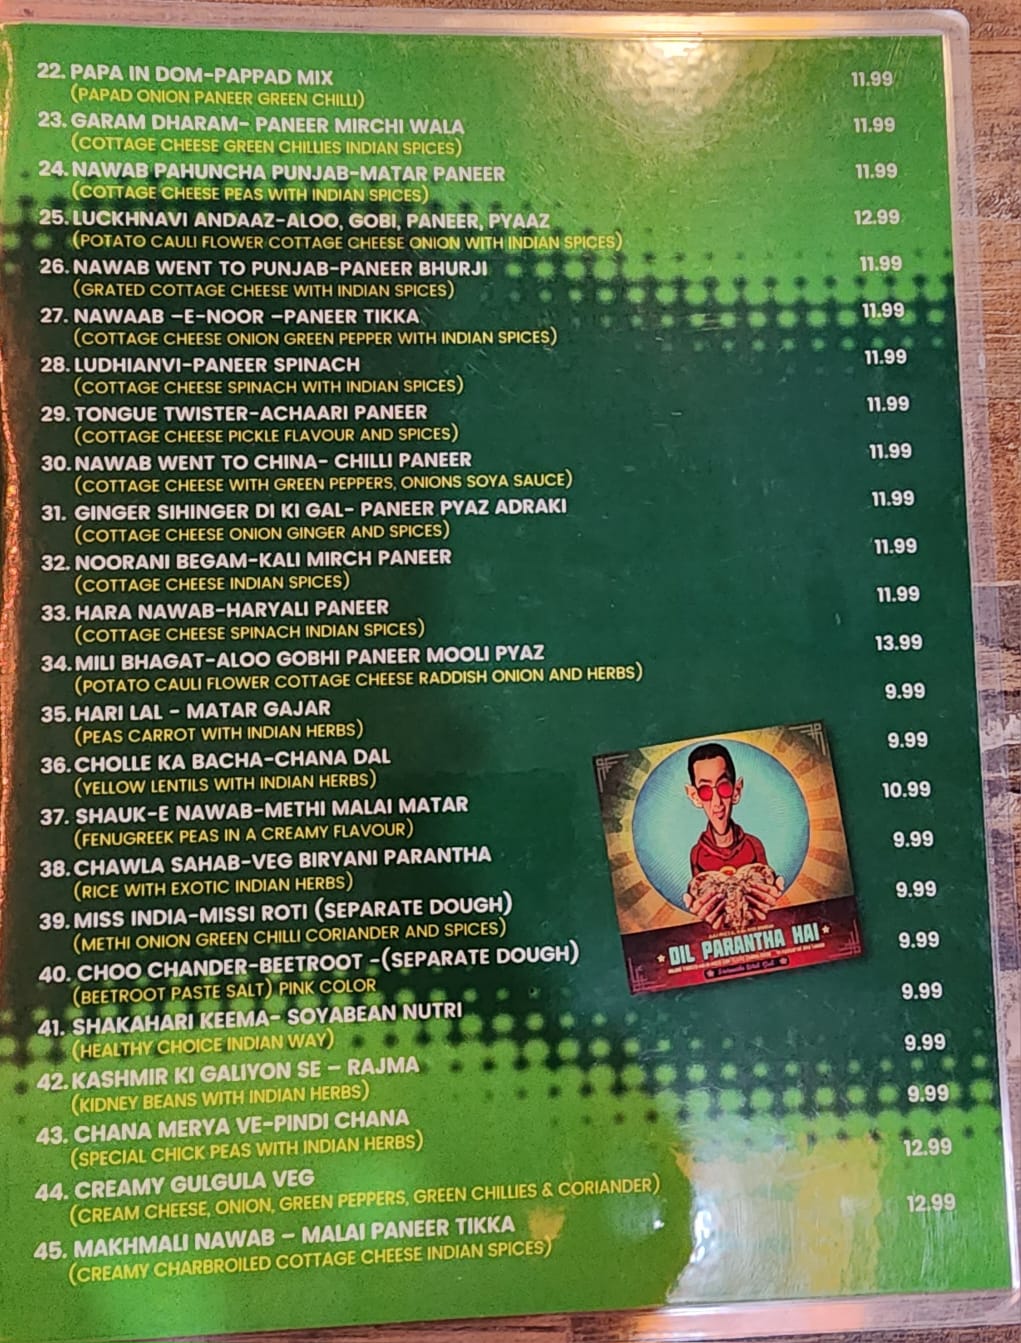 22. PAPA IN DOM-PAPPAD MIX 11.99
(PAPAD ONION PANEER GREEN CHILLI)
23. GARAM DHARAM- PANEER MIRCHI WALA 11.99
(COTTAGE CHEESE GREEN CHILLIES INDIAN SPICES)
24. NAWAB PAHUNCHA PUNJAB-MATAR PANEER 11.99
(COTTAGE CHEESE PEAS WITH INDIAN SPICES)
25. LUCKHNAVI ANDAAZ-ALOO, GOBI, PANEER, PYAAZ 12.99
(POTATO CAULI FLOWER COTTAGE CHEESE ONION WITH INDIAN SPICES)
26. NAWAB WENT TO PUNJAB-PANEER BHURJI 11.99
(GRATED COTTAGE CHEESE WITH INDIAN SPICES)
27. NAWAAB –E-NOOR –PANEER TIKKA 11.99
(COTTAGE CHEESE ONION GREEN PEPPER WITH INDIAN SPICES)
28. LUDHIANVI-PANEER SPINACH 11.99
(COTTAGE CHEESE SPINACH WITH INDIAN SPICES)
29. TONGUE TWISTER-ACHAARI PANEER 11.99
(COTTAGE CHEESE PICKLE FLAVOUR AND SPICES)
30. NAWAB WENT TO CHINA- CHILLI PANEER 11.99
(COTTAGE CHEESE WITH GREEN PEPPERS, ONIONS SOYA SAUCE)
31. GINGER SIHINGER DI KI GAL- PANEER PYAZ ADRAKI 11.99
(COTTAGE CHEESE ONION GINGER AND SPICES)
32. NOORANI BEGAM-KALI MIRCH PANEER 11.99
(COTTAGE CHEESE INDIAN SPICES)
33. HARA NAWAB-HARYALI PANEER 11.99
(COTTAGE CHEESE SPINACH INDIAN SPICES)
34. MILI BHAGAT-ALOO GOBHI PANEER MOOLI PYAZ 13.99
(POTATO CAULI FLOWER COTTAGE CHEESE RADDISH ONION AND HERBS)
35. HARI LAL - MATAR GAJAR 9.99
(PEAS CARROT WITH INDIAN HERBS)
36. CHOLLE KA BACHA-CHANA DAL 9.99
(YELLOW LENTILS WITH INDIAN HERBS)
37. SHAUK-E NAWAB-METHI MALAI MATAR 10.99
(FENUGREEK PEAS IN A CREAMY FLAVOUR)
38. CHAWLA SAHAB-VEG BIRYANI PARANTHA 9.99
(RICE WITH EXOTIC INDIAN HERBS)
39. MISS INDIA-MISSI ROTI (SEPARATE DOUGH) 9.99
(METHI ONION GREEN CHILLI CORIANDER AND SPICES)
40. CHOO CHANDER-BEETROOT -(SEPARATE DOUGH) 9.99
(BEETROOT PASTE SALT) PINK COLOR
41. SHAKAHARI KEEMA- SOYABEAN NUTRI 9.99
(HEALTHY CHOICE INDIAN WAY)
42. KASHMIR KI GALIYON SE – RAJMA 9.99
(KIDNEY BEANS WITH INDIAN HERBS)
43. CHANA MERYA VE-PINDI CHANA 9.99
(SPECIAL CHICK PEAS WITH INDIAN HERBS)
44. CREAMY GULGULA VEG 12.99
(CREAM CHEESE, ONION, GREEN PEPPERS, GREEN CHILLIES & CORIANDER)
45. MAKHMALI NAWAB – MALAI PANEER TIKKA 12.99
(CREAMY CHARBROILED COTTAGE CHEESE INDIAN SPICES)
DIL PARANTHA HAI